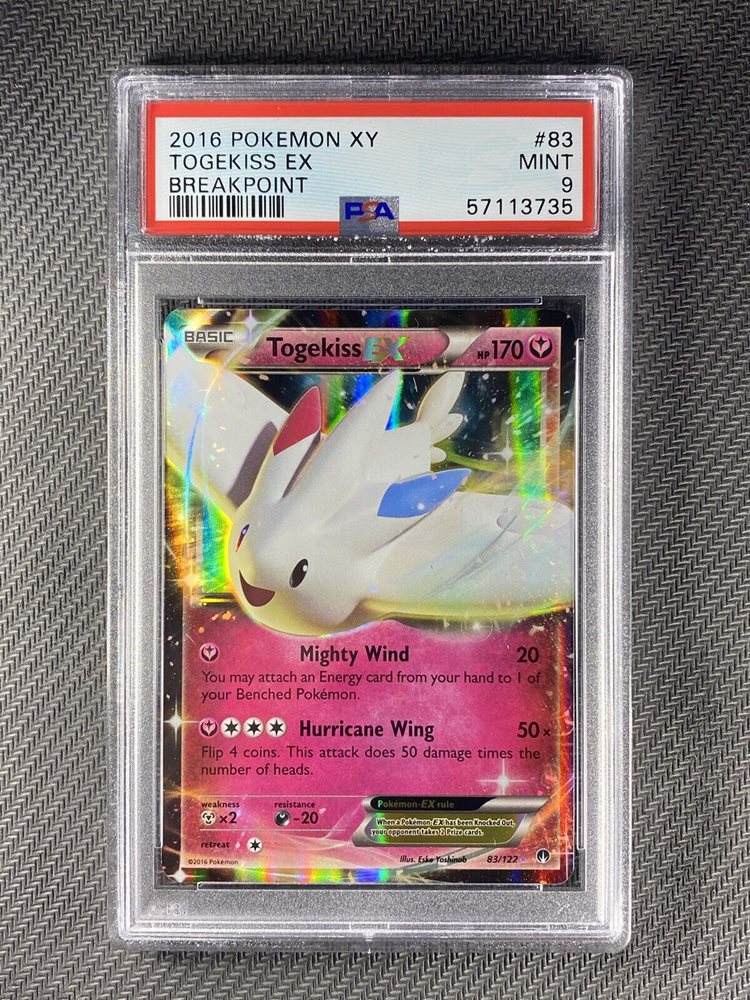 2016 POKEMON XY #83
TOGEKISS EX MINT
BREAKPOINT 9
PSA 57113735
BASIC Togekiss EX HP 170
Mighty Wind 20
You may attach an Energy card from your hand to 1 of
your Benched Pokémon.
Hurricane Wing 50×
Flip 4 coins. This attack does 50 damage times the
number of heads.
weakness resistance
×2 -20
Pokémon-EX rule
When a Pokémon-EX has been Knocked Out,
your opponent takes 2 Prize cards.
retreat
©2016 Pokémon Illus. Eske Yoshinob 83/122